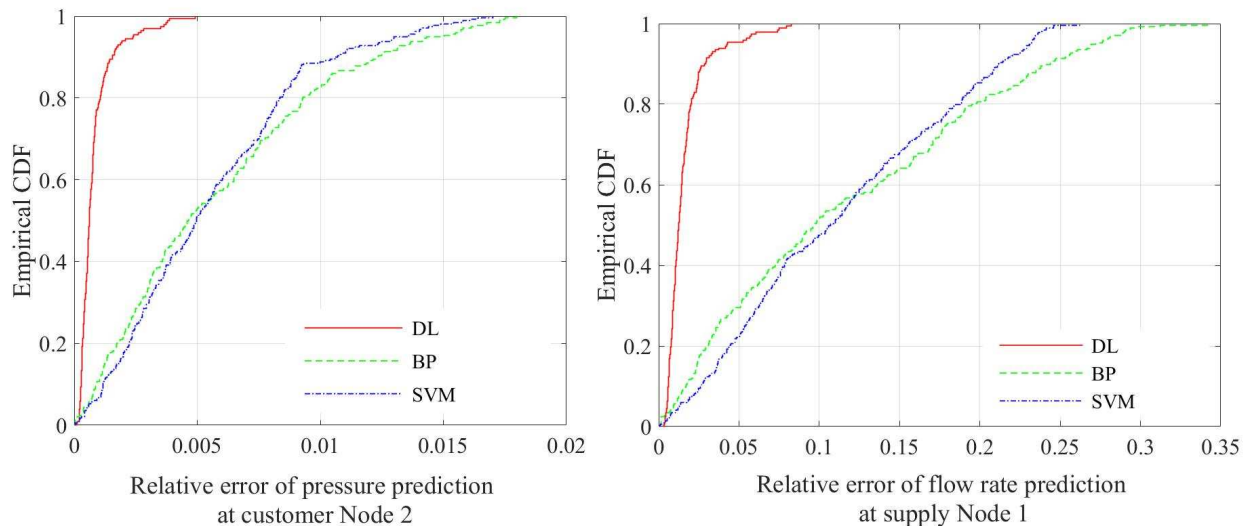 Empirical CDF
1
0.8
0.6
0.4
0.2
0
0
0.005
0.01
0.015
0.02
DL
BP
SVM
Relative error of pressure prediction
at customer Node 2
Empirical CDF
1
0.8
0.6
0.4
0.2
0
0
0.05
0.1
0.15
0.2
0.25
0.3
0.35
DL
BP
SVM
Relative error of flow rate prediction
at supply Node 1